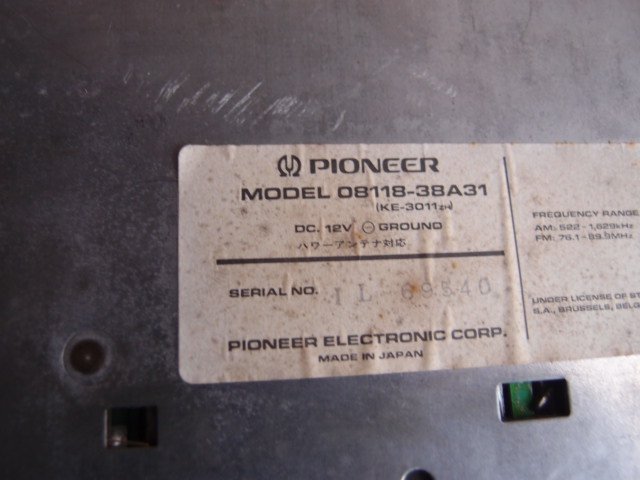 PIONEER
MODEL 08118-38A31
(KE-3011ZH)
DC. 12V ⊖ GROUND
パワーアンテナ対応
SERIAL NO. IL 69540
PIONEER ELECTRONIC CORP.
MADE IN JAPAN
FREQUENCY RANGE
AM: 522-1,629kHz
FM: 76.1-89.9MHz
UNDER LICENSE OF
S.A., BRUSSELS,